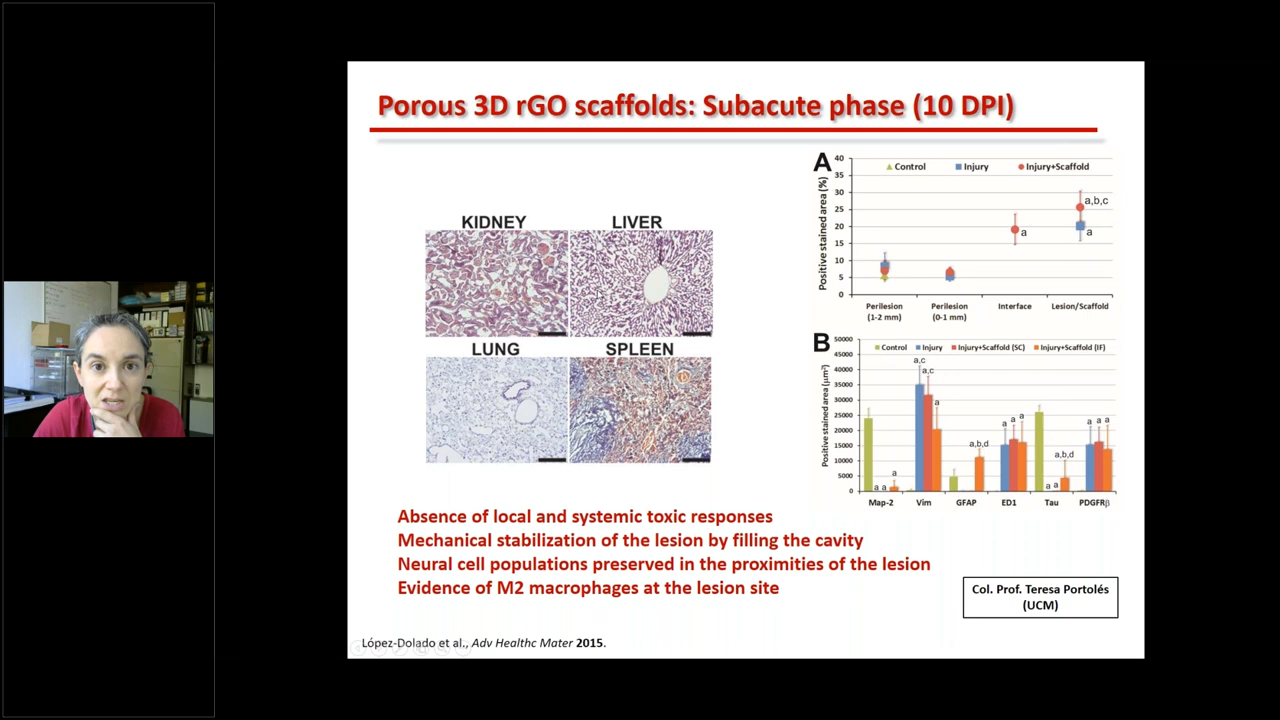 Porous 3D rGO scaffolds: Subacute phase (10 DPI)
KIDNEY
LIVER
LUNG
SPLEEN
A
Positive stained area (%)
40
35
30
25
20
15
10
5
0
Control
Injury
Injury+Scaffold
a,b,c
a
a
Perilesion
(1-2 mm)
Perilesion
(0-1 mm)
Interface
Lesion/Scaffold
B
Positive stained area (µm²)
50000
45000
40000
35000
30000
25000
20000
15000
10000
5000
0
Control
Injury
Injury+Scaffold (SC)
Injury+Scaffold (IF)
a a
a
a,c
a,c
a
a,b,d
a
a
a
a a
a,b,d
a
a
a
Map-2
Vim
GFAP
ED1
Tau
PDGFRβ
Absence of local and systemic toxic responses
Mechanical stabilization of the lesion by filling the cavity
Neural cell populations preserved in the proximities of the lesion
Evidence of M2 macrophages at the lesion site
Col. Prof. Teresa Portolés
(UCM)
López-Dolado et al., Adv Healthc Mater 2015.